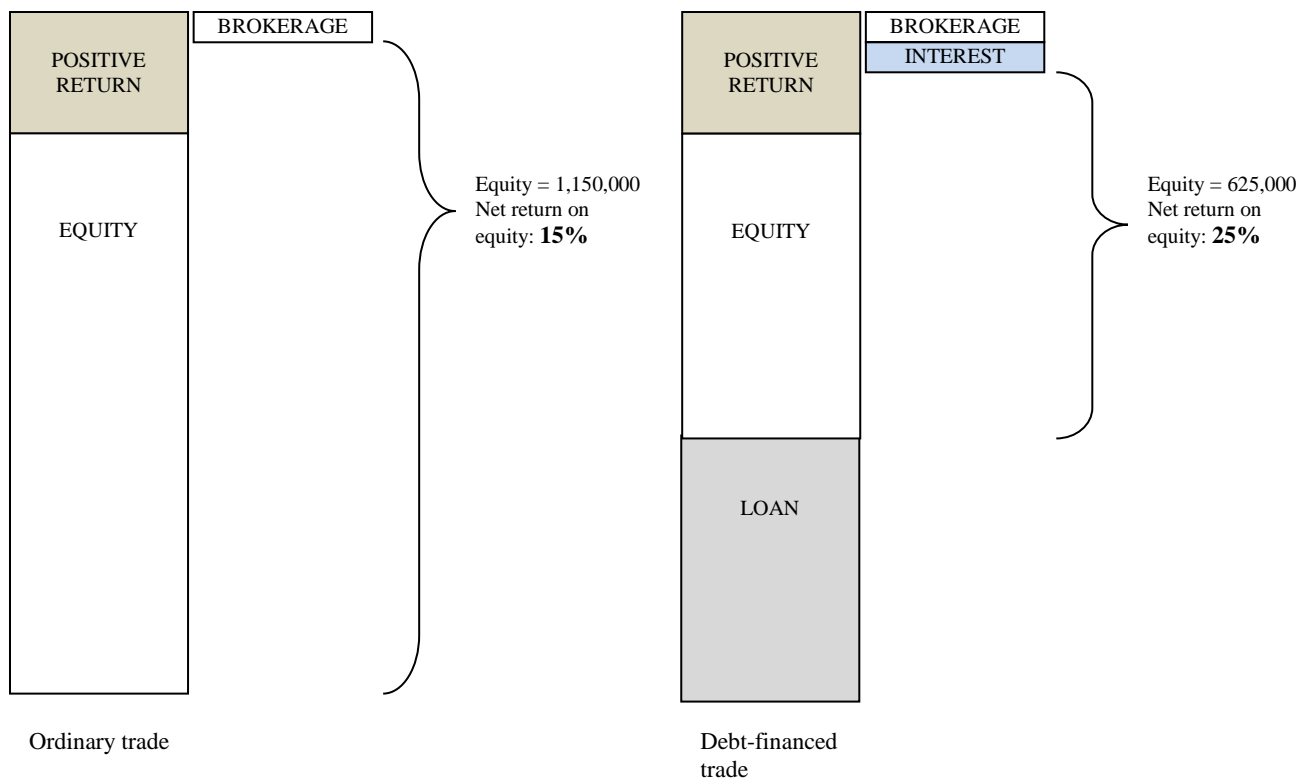 BROKERAGE
POSITIVE
RETURN
EQUITY
Equity = 1,150,000
Net return on
equity: 15%
Ordinary trade
BROKERAGE
INTEREST
POSITIVE
RETURN
EQUITY
LOAN
Equity = 625,000
Net return on
equity: 25%
Debt-financed
trade